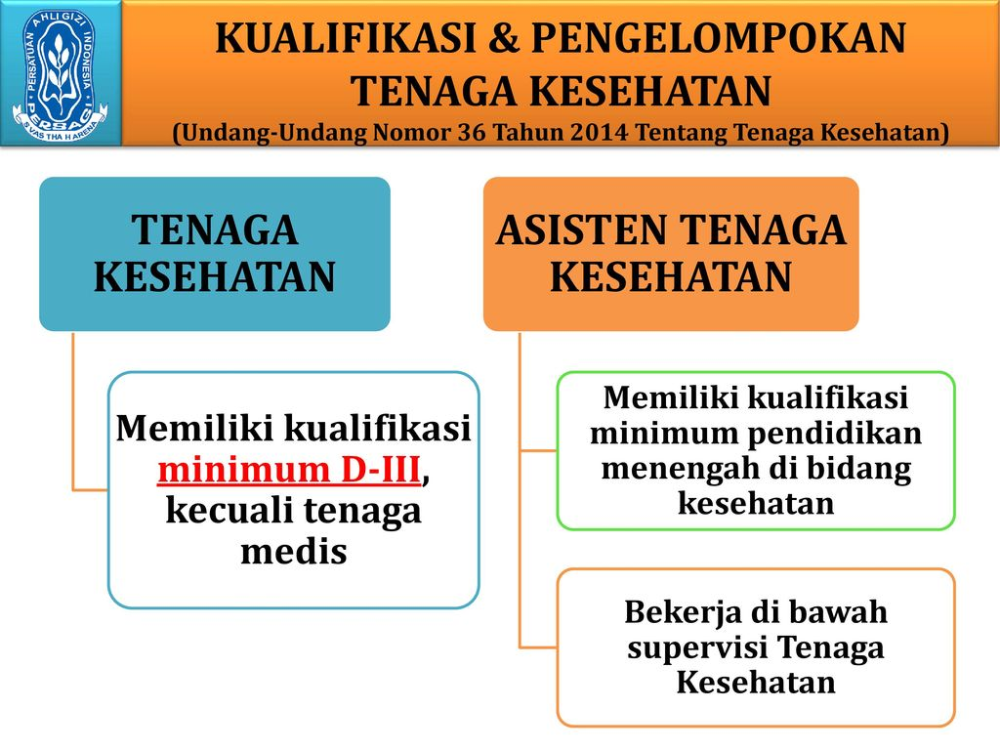 PERSATUAN AHLI GIZI INDONESIA
PERSAGI
SVASTHA HARENA
KUALIFIKASI & PENGELOMPOKAN
TENAGA KESEHATAN
(Undang-Undang Nomor 36 Tahun 2014 Tentang Tenaga Kesehatan)
TENAGA
KESEHATAN
Memiliki kualifikasi
minimum D-III,
kecuali tenaga
medis
ASISTEN TENAGA
KESEHATAN
Memiliki kualifikasi
minimum pendidikan
menengah di bidang
kesehatan
Bekerja di bawah
supervisi Tenaga
Kesehatan